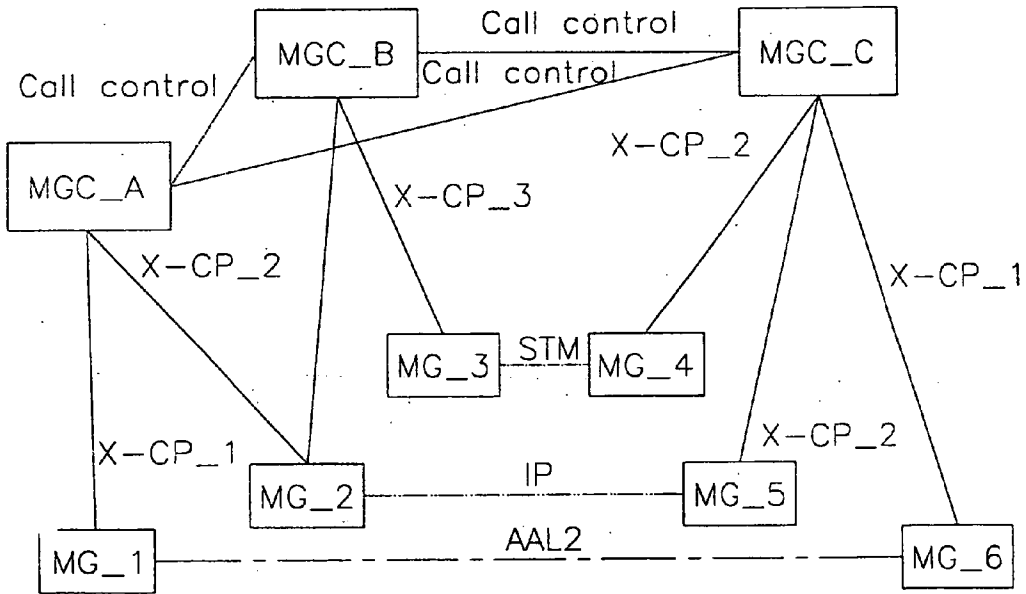 Call control
MGC_B
MGC_C
Call control
Call control
MGC_A
X-CP_2
X-CP_3
X-CP_2
X-CP_1
MG_3
STM
MG_4
X-CP_1
X-CP_2
MG_2
IP
MG_5
MG_1
AAL2
MG_6